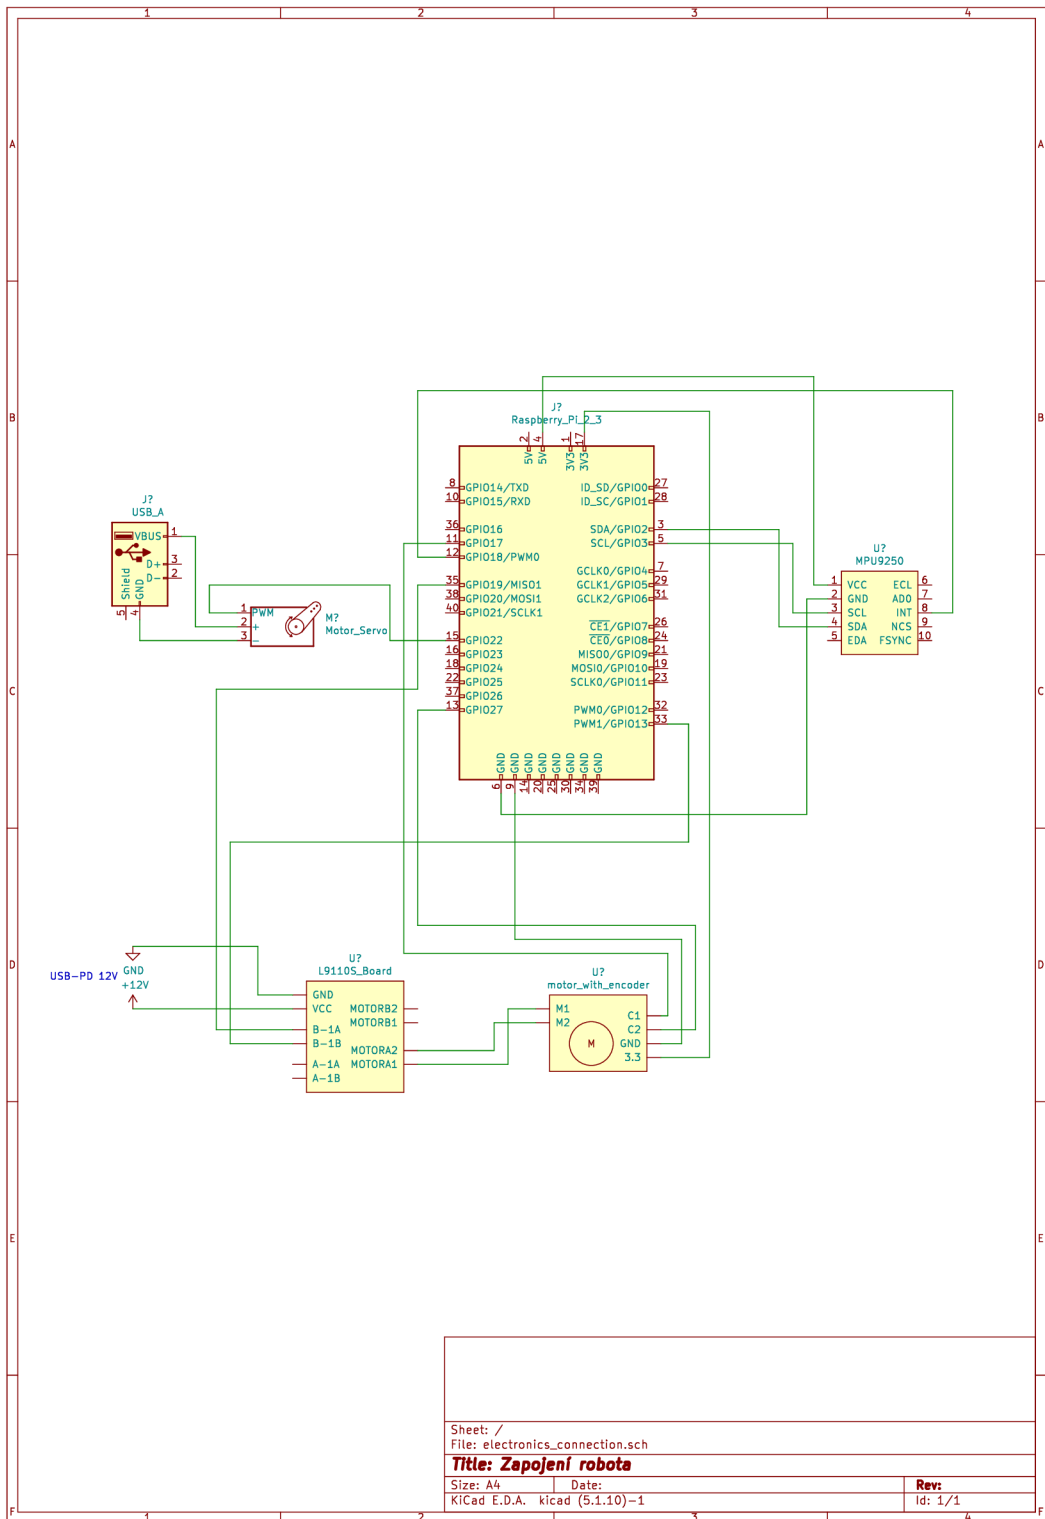 1 2 3 4
A A
B B
C C
D D
E E
F F
J?
Raspberry_Pi_2_3
2 4 1 17
5V 5V 3V3 3V3
8 GPIO14/TXD
10 GPIO15/RXD
36 GPIO16
11 GPIO17
12 GPIO18/PWM0
35 GPIO19/MISO1
38 GPIO20/MOSI1
40 GPIO21/SCLK1
15 GPIO22
16 GPIO23
18 GPIO24
22 GPIO25
37 GPIO26
13 GPIO27
ID_SD/GPIO0 27
ID_SC/GPIO1 28
SDA/GPIO2 3
SCL/GPIO3 5
GCLK0/GPIO4 7
GCLK1/GPIO5 29
GCLK2/GPIO6 31
CE1/GPIO7 26
CE0/GPIO8 24
MISO0/GPIO9 21
MOSI0/GPIO10 19
SCLK0/GPIO11 23
PWM0/GPIO12 32
PWM1/GPIO13 33
GND GND GND GND GND GND GND GND
6 9 14 20 25 30 34 39
J?
USB_A
VBUS 1
D+ 3
D- 2
Shield GND
5 4
1 PWM
2 +
3 -
M?
Motor_Servo
U?
MPU9250
1 VCC ECL 6
2 GND AD0 7
3 SCL INT 8
4 SDA NCS 9
5 EDA FSYNC 10
USB-PD 12V
GND
+12V
U?
L9110S_Board
GND
VCC MOTORB2
MOTORB1
B-1A
B-1B
MOTORA2
A-1A MOTORA1
A-1B
U?
motor_with_encoder
M1 C1
M2 C2
M GND
3.3
Sheet: /
File: electronics_connection.sch
Title: Zapojení robota
Size: A4 Date: Rev:
KiCad E.D.A. kicad (5.1.10)-1 Id: 1/1
1 2 3 4